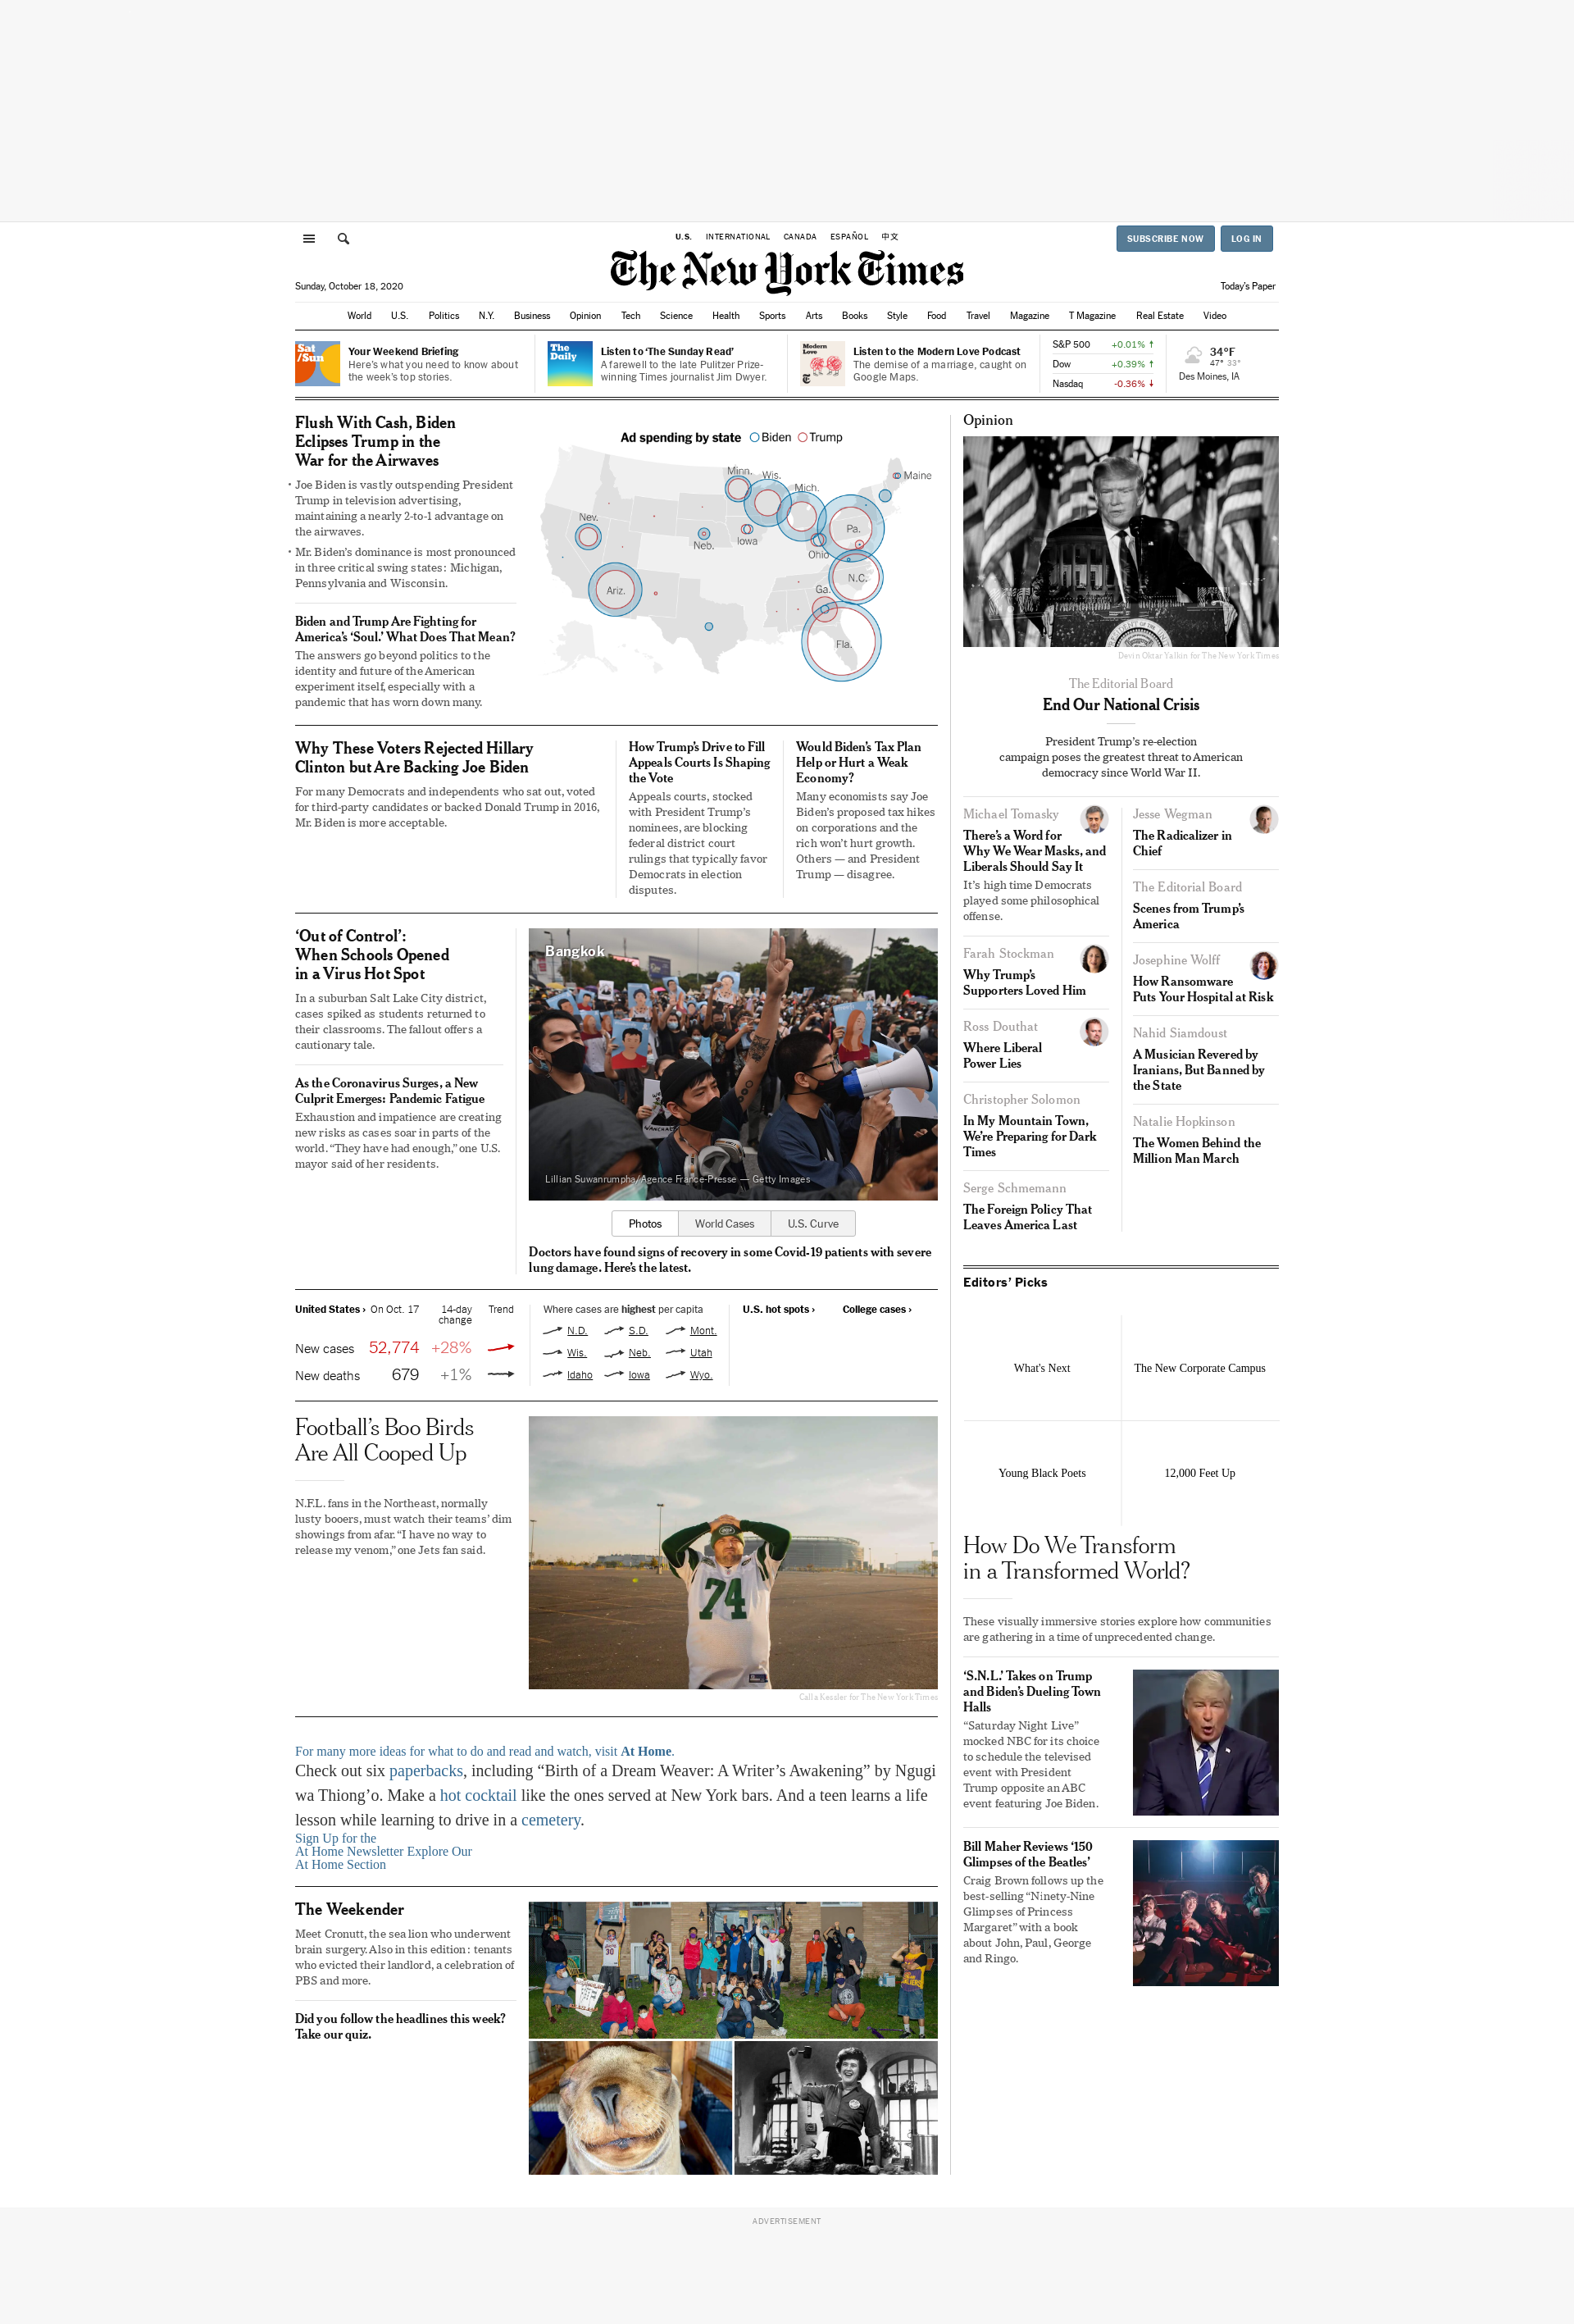 U.S. INTERNATIONAL CANADA ESPAÑOL 中文
SUBSCRIBE NOW LOG IN
The New York Times
Sunday, October 18, 2020
Today's Paper
World U.S. Politics N.Y. Business Opinion Tech Science Health Sports Arts Books Style Food Travel Magazine T Magazine Real Estate Video
Sat/Sun
Your Weekend Briefing
Here's what you need to know about
the week's top stories.
The
Daily
Listen to 'The Sunday Read'
A farewell to the late Pulitzer Prize-
winning Times journalist Jim Dwyer.
Modern
Love
Listen to the Modern Love Podcast
The demise of a marriage, caught on
Google Maps.
S&P 500 +0.01% ↑
Dow +0.39% ↑
Nasdaq -0.36% ↓
34°F
47° 33°
Des Moines, IA
Flush With Cash, Biden
Eclipses Trump in the
War for the Airwaves
• Joe Biden is vastly outspending President
Trump in television advertising,
maintaining a nearly 2-to-1 advantage on
the airwaves.
• Mr. Biden's dominance is most pronounced
in three critical swing states: Michigan,
Pennsylvania and Wisconsin.
Biden and Trump Are Fighting for
America's 'Soul.' What Does That Mean?
The answers go beyond politics to the
identity and future of the American
experiment itself, especially with a
pandemic that has worn down many.
Ad spending by state Biden Trump
Minn.
Wis.
Mich.
Maine
Nev.
Neb.
Iowa
Pa.
Ohio
N.C.
Ariz.
Ga.
Fla.
Why These Voters Rejected Hillary
Clinton but Are Backing Joe Biden
For many Democrats and independents who sat out, voted
for third-party candidates or backed Donald Trump in 2016,
Mr. Biden is more acceptable.
How Trump's Drive to Fill
Appeals Courts Is Shaping
the Vote
Appeals courts, stocked
with President Trump's
nominees, are blocking
federal district court
rulings that typically favor
Democrats in election
disputes.
Would Biden's Tax Plan
Help or Hurt a Weak
Economy?
Many economists say Joe
Biden's proposed tax hikes
on corporations and the
rich won't hurt growth.
Others — and President
Trump — disagree.
'Out of Control':
When Schools Opened
in a Virus Hot Spot
In a suburban Salt Lake City district,
cases spiked as students returned to
their classrooms. The fallout offers a
cautionary tale.
As the Coronavirus Surges, a New
Culprit Emerges: Pandemic Fatigue
Exhaustion and impatience are creating
new risks as cases soar in parts of the
world. "They have had enough," one U.S.
mayor said of her residents.
Bangkok
Lillian Suwanrumpha/Agence France-Presse — Getty Images
Photos World Cases U.S. Curve
Doctors have found signs of recovery in some Covid-19 patients with severe
lung damage. Here's the latest.
United States › On Oct. 17 14-day
change Trend
New cases 52,774 +28%
New deaths 679 +1%
Where cases are highest per capita
N.D. S.D. Mont.
Wis. Neb. Utah
Idaho Iowa Wyo.
U.S. hot spots › College cases ›
Football's Boo Birds
Are All Cooped Up
N.F.L. fans in the Northeast, normally
lusty booers, must watch their teams' dim
showings from afar. "I have no way to
release my venom," one Jets fan said.
74
Calla Kessler for The New York Times
For many more ideas for what to do and read and watch, visit At Home.
Check out six paperbacks, including "Birth of a Dream Weaver: A Writer's Awakening" by Ngugi
wa Thiong'o. Make a hot cocktail like the ones served at New York bars. And a teen learns a life
lesson while learning to drive in a cemetery.
Sign Up for the
At Home Newsletter Explore Our
At Home Section
The Weekender
Meet Cronutt, the sea lion who underwent
brain surgery. Also in this edition: tenants
who evicted their landlord, a celebration of
PBS and more.
Did you follow the headlines this week?
Take our quiz.
30
Opinion
Devin Oktar Yalkin for The New York Times
The Editorial Board
End Our National Crisis
President Trump's re-election
campaign poses the greatest threat to American
democracy since World War II.
Michael Tomasky
There's a Word for
Why We Wear Masks, and
Liberals Should Say It
It's high time Democrats
played some philosophical
offense.
Farah Stockman
Why Trump's
Supporters Loved Him
Ross Douthat
Where Liberal
Power Lies
Christopher Solomon
In My Mountain Town,
We're Preparing for Dark
Times
Serge Schmemann
The Foreign Policy That
Leaves America Last
Jesse Wegman
The Radicalizer in
Chief
The Editorial Board
Scenes from Trump's
America
Josephine Wolff
How Ransomware
Puts Your Hospital at Risk
Nahid Siamdoust
A Musician Revered by
Iranians, But Banned by
the State
Natalie Hopkinson
The Women Behind the
Million Man March
Editors' Picks
What's Next The New Corporate Campus
Young Black Poets 12,000 Feet Up
How Do We Transform
in a Transformed World?
These visually immersive stories explore how communities
are gathering in a time of unprecedented change.
'S.N.L.' Takes on Trump
and Biden's Dueling Town
Halls
"Saturday Night Live"
mocked NBC for its choice
to schedule the televised
event with President
Trump opposite an ABC
event featuring Joe Biden.
Bill Maher Reviews '150
Glimpses of the Beatles'
Craig Brown follows up the
best-selling "Ninety-Nine
Glimpses of Princess
Margaret" with a book
about John, Paul, George
and Ringo.
ADVERTISEMENT